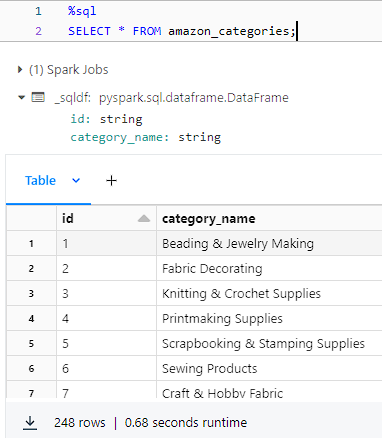 1 %sql
2 SELECT * FROM amazon_categories;
(1) Spark Jobs
_sqldf: pyspark.sql.dataframe.DataFrame
id: string
category_name: string
Table +
id category_name
1 1 Beading & Jewelry Making
2 2 Fabric Decorating
3 3 Knitting & Crochet Supplies
4 4 Printmaking Supplies
5 5 Scrapbooking & Stamping Supplies
6 6 Sewing Products
7 7 Craft & Hobby Fabric
248 rows | 0.68 seconds runtime